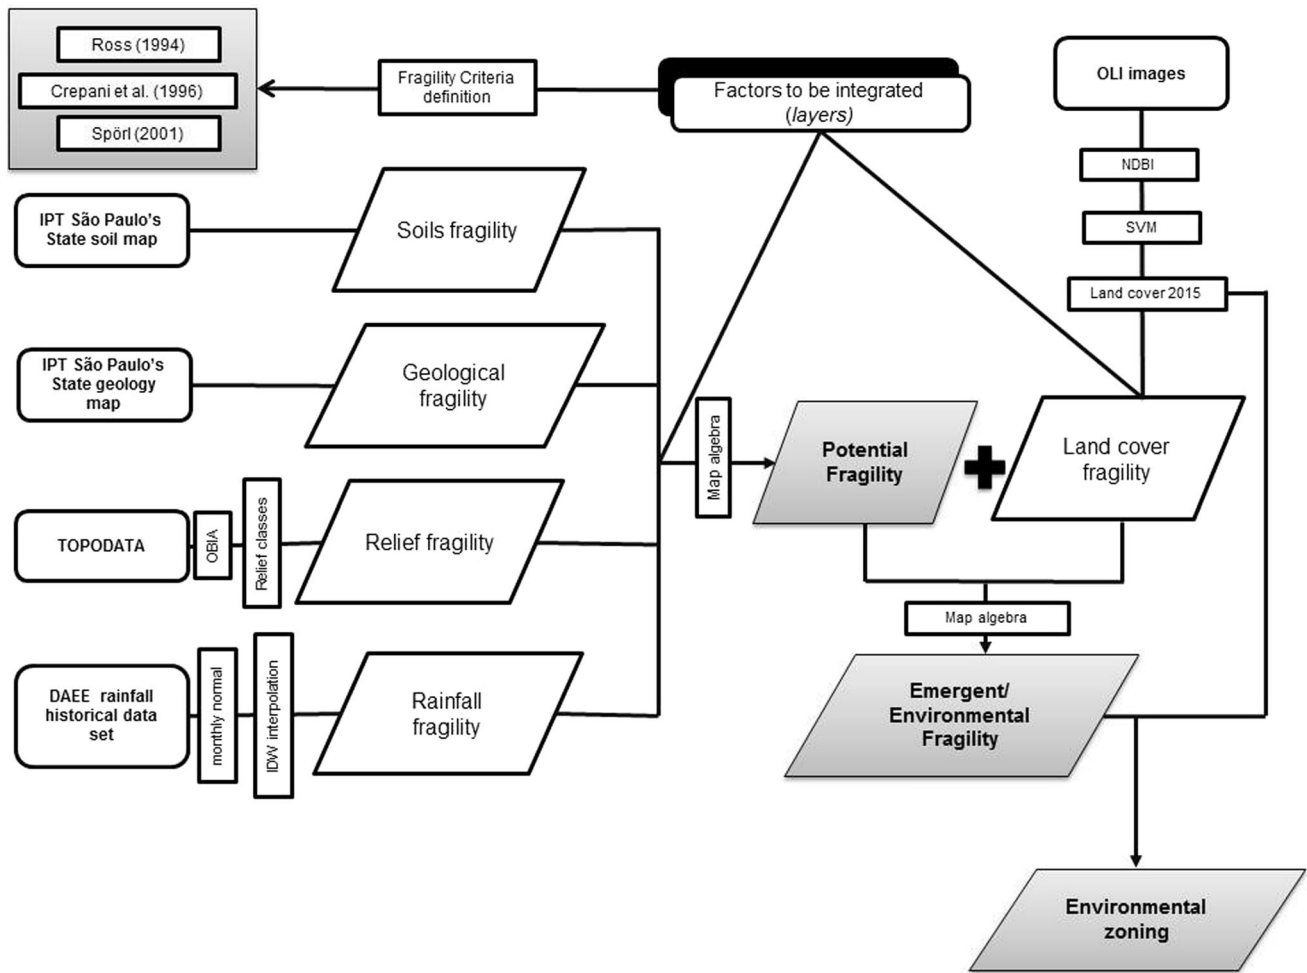 Ross (1994)
Crepani et al. (1996)
Spörl (2001)
Fragility Criteria
definition
Factors to be integrated
(layers)
OLI images
NDBI
SVM
Land cover 2015
IPT São Paulo's
State soil map
Soils fragility
IPT São Paulo's
State geology
map
Geological
fragility
TOPODATA
OBIA
Relief classes
Relief fragility
DAEE rainfall
historical data
set
monthly normal
IDW interpolation
Rainfall
fragility
Map algebra
Potential
Fragility
Land cover
fragility
Map algebra
Emergent/
Environmental
Fragility
Environmental
zoning